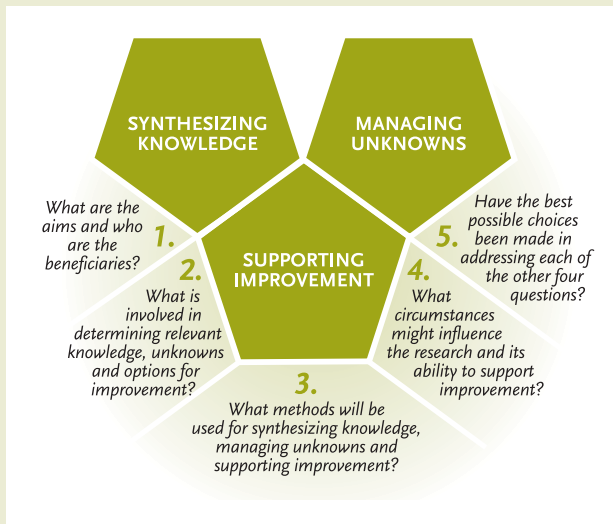 SYNTHESIZING
KNOWLEDGE
MANAGING
UNKNOWNS
SUPPORTING
IMPROVEMENT
1.
What are the
aims and who
are the
beneficiaries?
2.
What is
involved in
determining relevant
knowledge, unknowns
and options for
improvement?
3.
What methods will be
used for synthesizing knowledge,
managing unknowns and
supporting improvement?
4.
What
circumstances
might influence
the research and its
ability to support
improvement?
5.
Have the best
possible choices
been made in
addressing each of
the other four
questions?